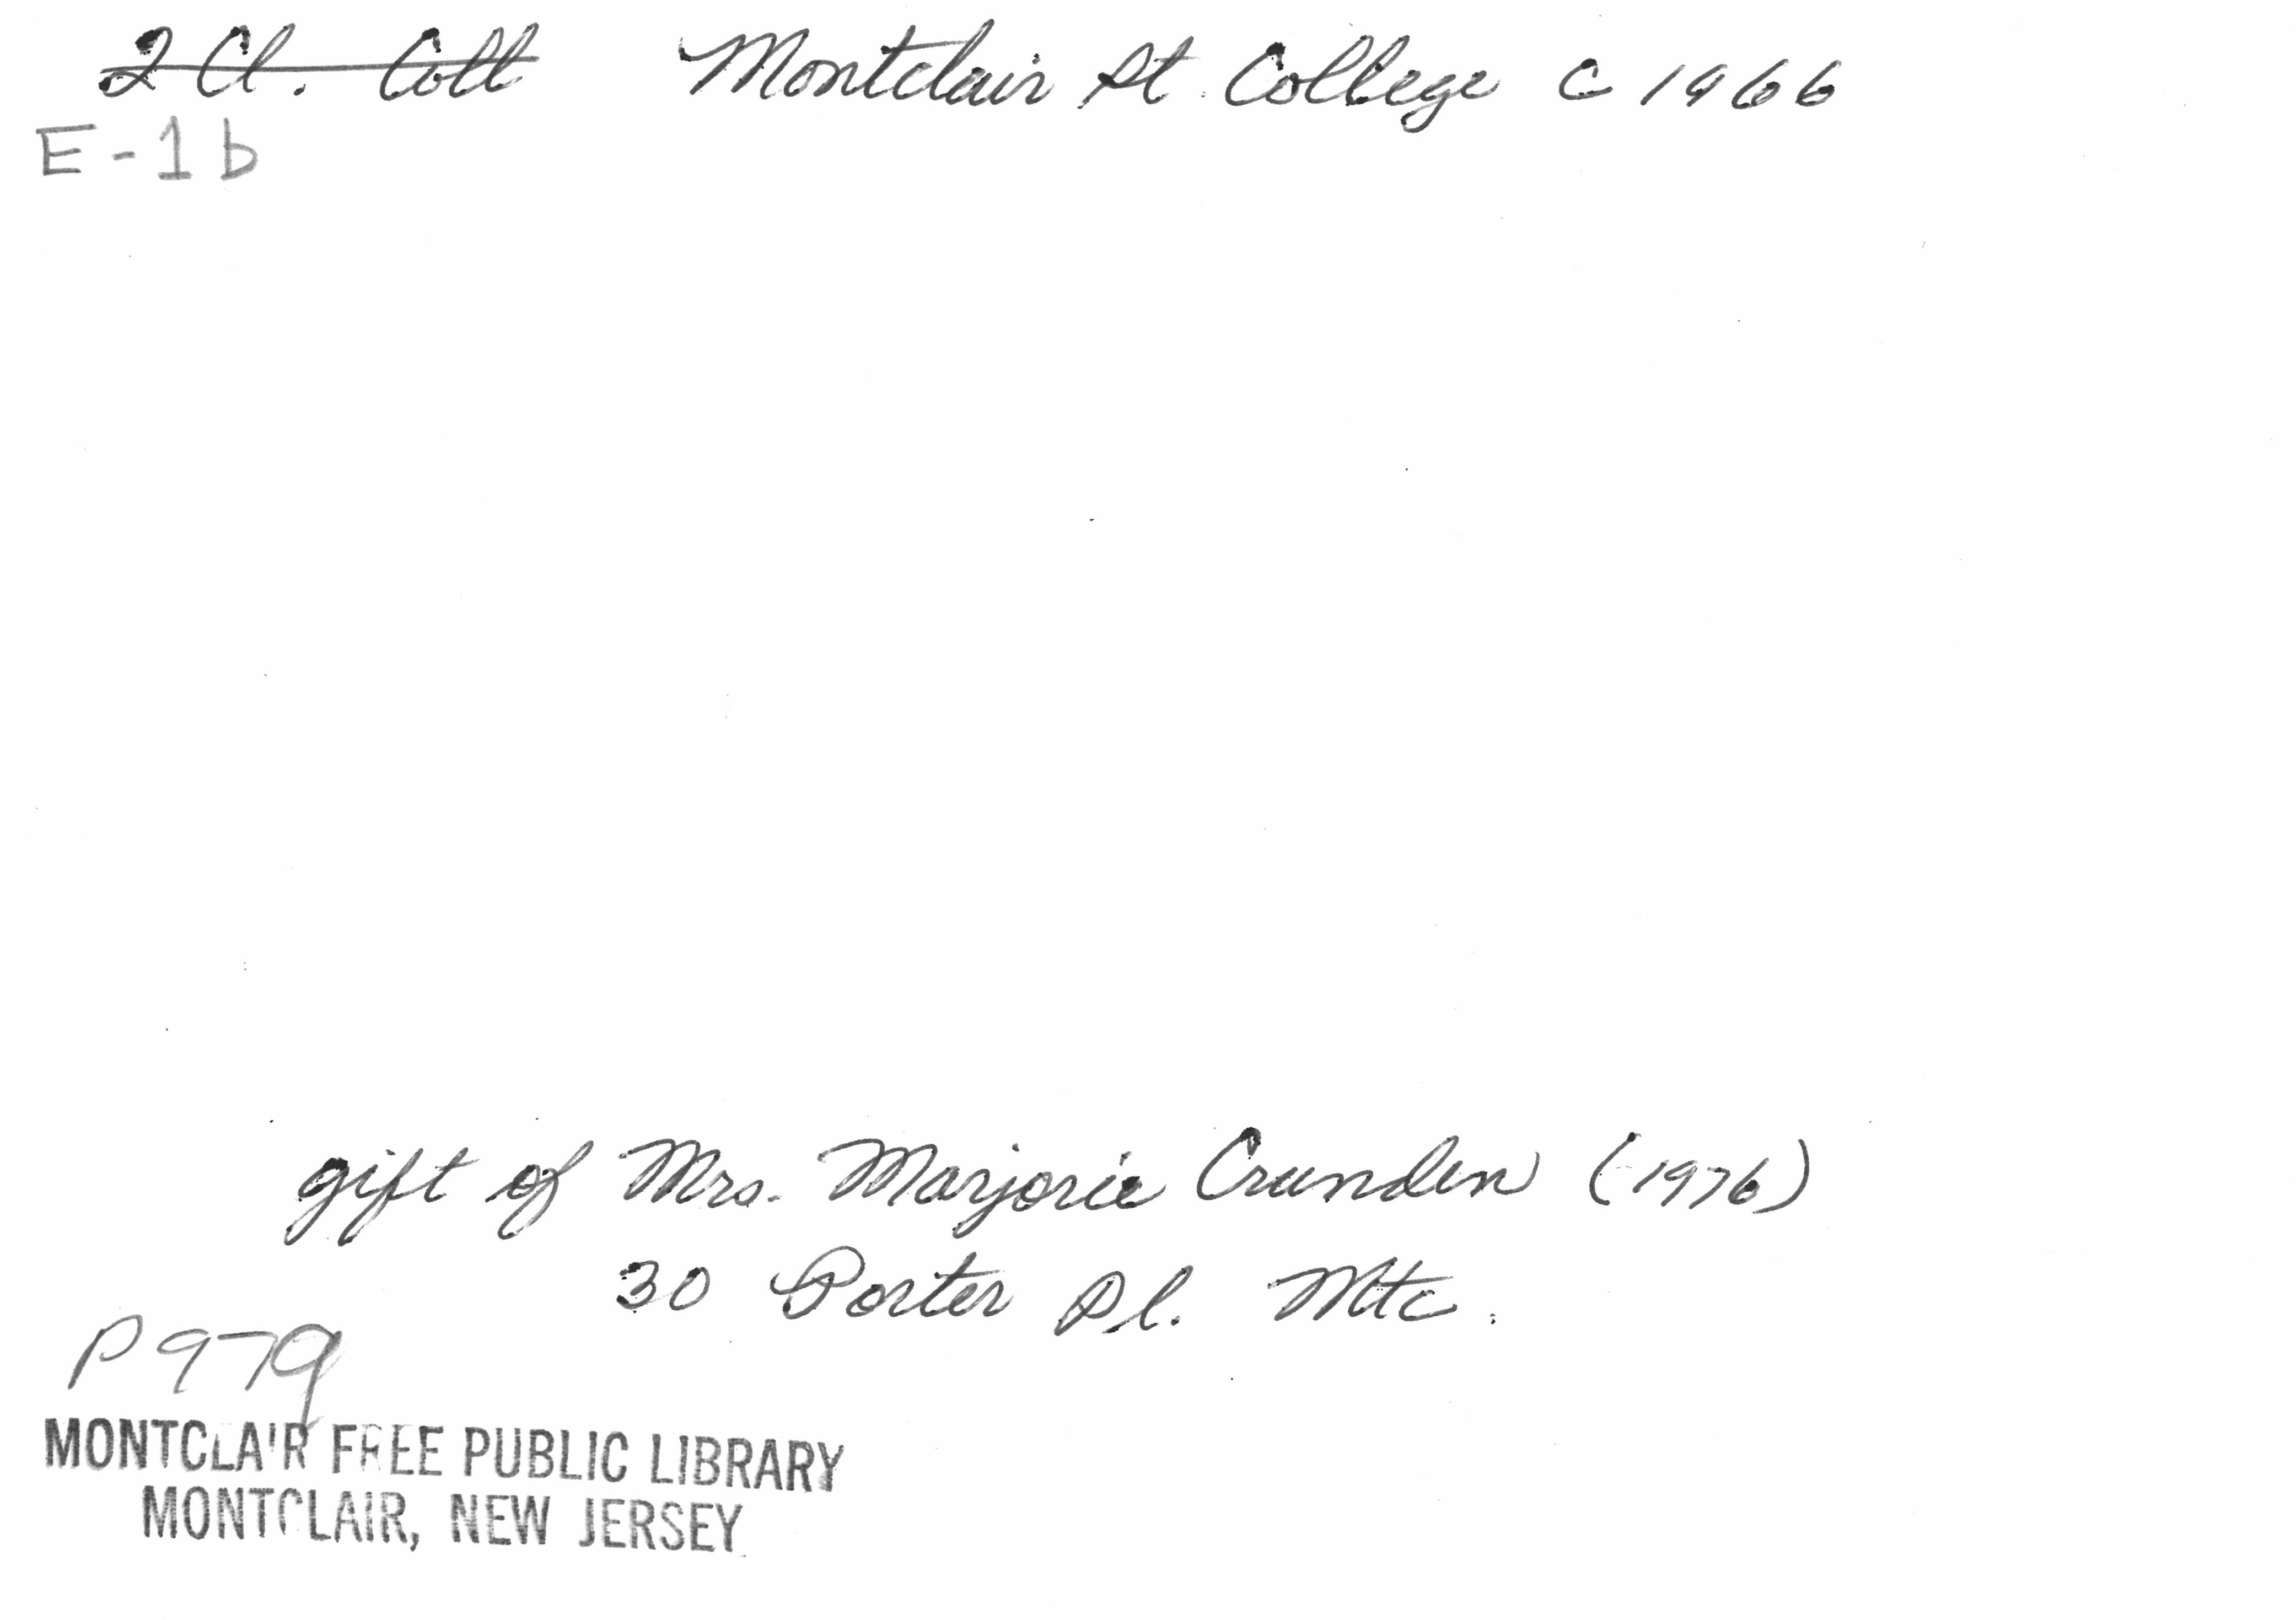 2 Cl. Coll Montclair St. College c 1966
E-1b
gift of Mrs. Marjorie Crunden (1976)
30 Porter Pl. Mtc.
P979
MONTCLAIR FREE PUBLIC LIBRARY
MONTCLAIR, NEW JERSEY